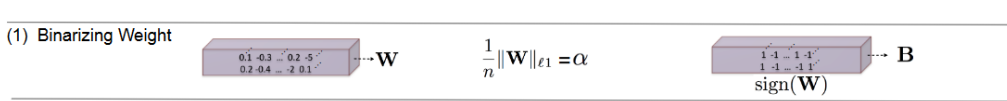 (1) Binarizing Weight
0.1 -0.3 ... 0.2 -5
0.2 -0.4 ... -2 0.1
W
1/n ‖W‖ℓ1 = α
1 -1 ... 1 -1
1 -1 ... -1 1
sign(W)
B